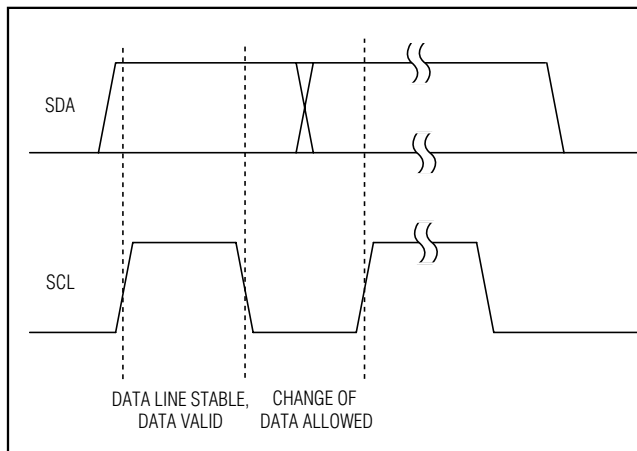 SDA
SCL
DATA LINE STABLE,
DATA VALID
CHANGE OF
DATA ALLOWED